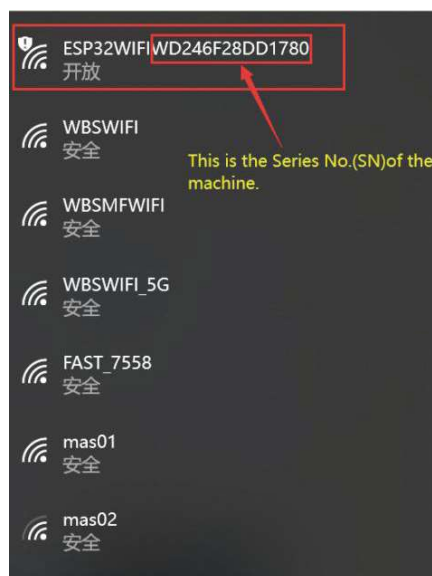 ESP32WIFIWD246F28DD1780
开放
WBSWIFI
安全
This is the Series No.(SN)of the
machine.
WBSMFWIFI
安全
WBSWIFI_5G
安全
FAST_7558
安全
mas01
安全
mas02
安全